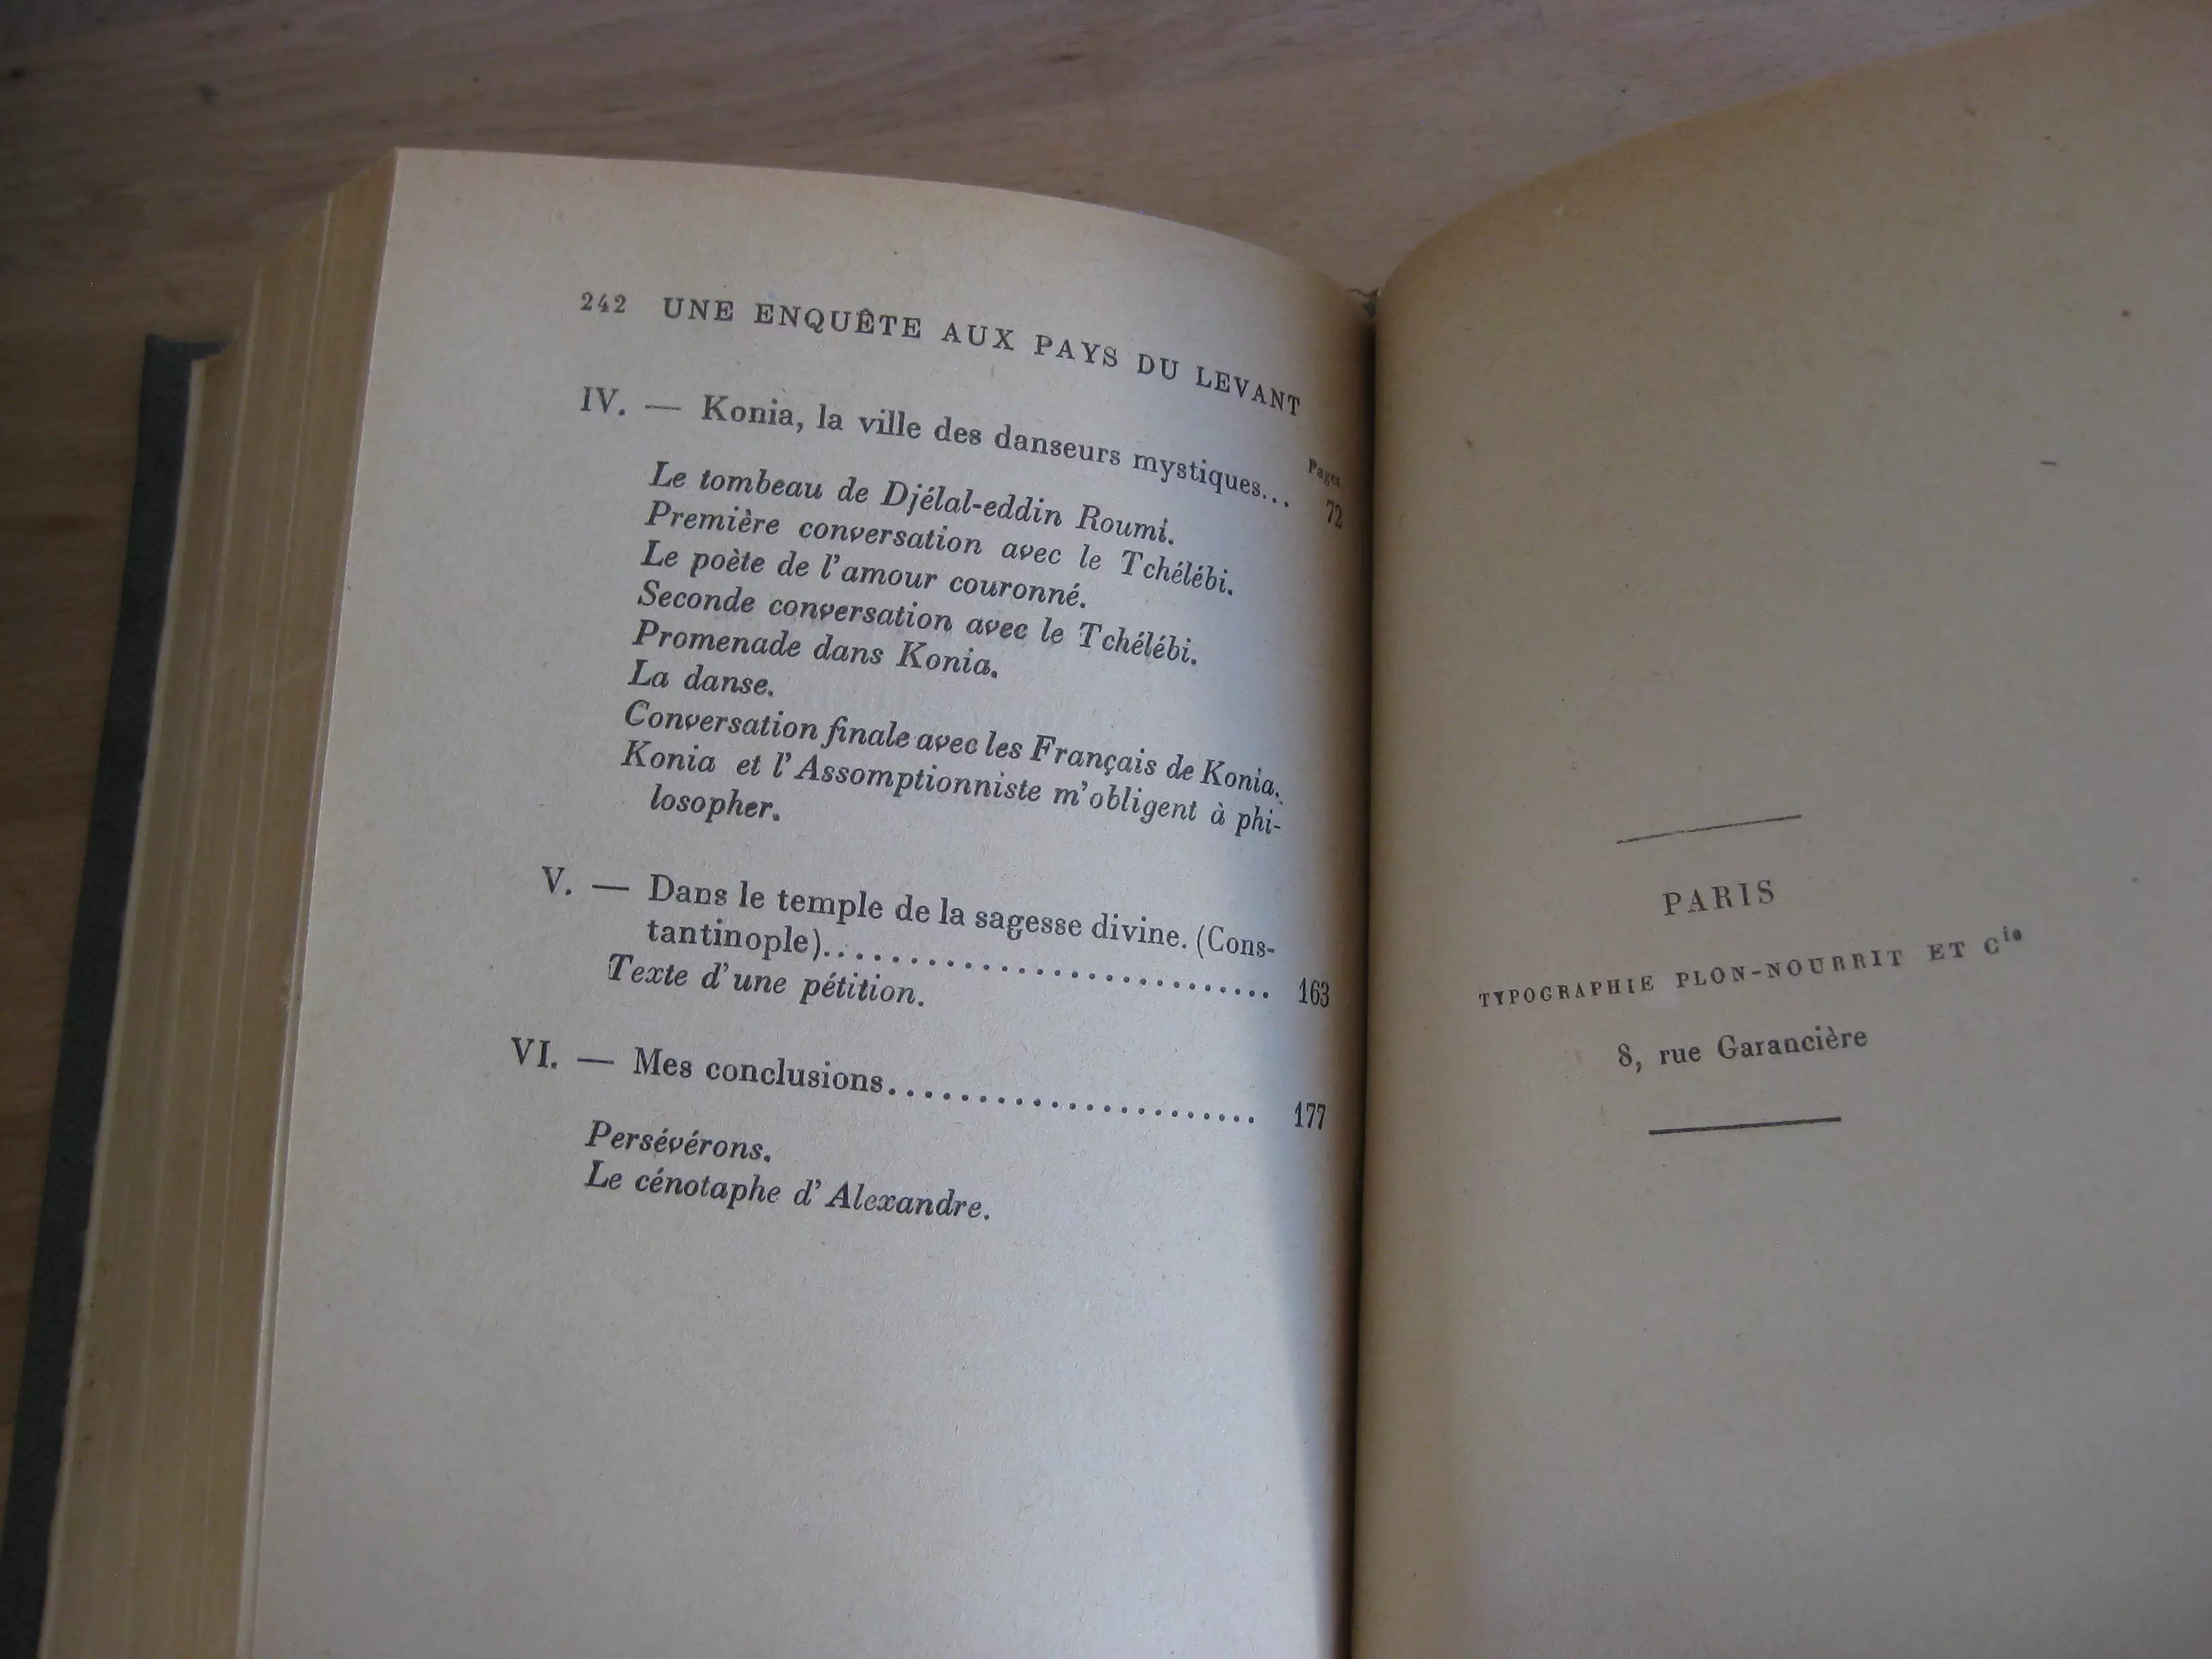 242 UNE ENQUÊTE AUX PAYS DU LEVANT
Pages.
IV. — Konia, la ville des danseurs mystiques... 72
Le tombeau de Djélal-eddin Roumi.
Première conversation avec le Tchélébi.
Le poète de l'amour couronné.
Seconde conversation avec le Tchélébi.
Promenade dans Konia.
La danse.
Conversation finale avec les Français de Konia.
Konia et l'Assomptionniste m'obligent à phi-
losopher.
V. — Dans le temple de la sagesse divine. (Cons-
tantinople)............................ 163
Texte d'une pétition.
VI. — Mes conclusions....................... 177
Persévérons.
Le cénotaphe d'Alexandre.
PARIS
TYPOGRAPHIE PLON-NOURRIT ET Cie
8, rue Garancière